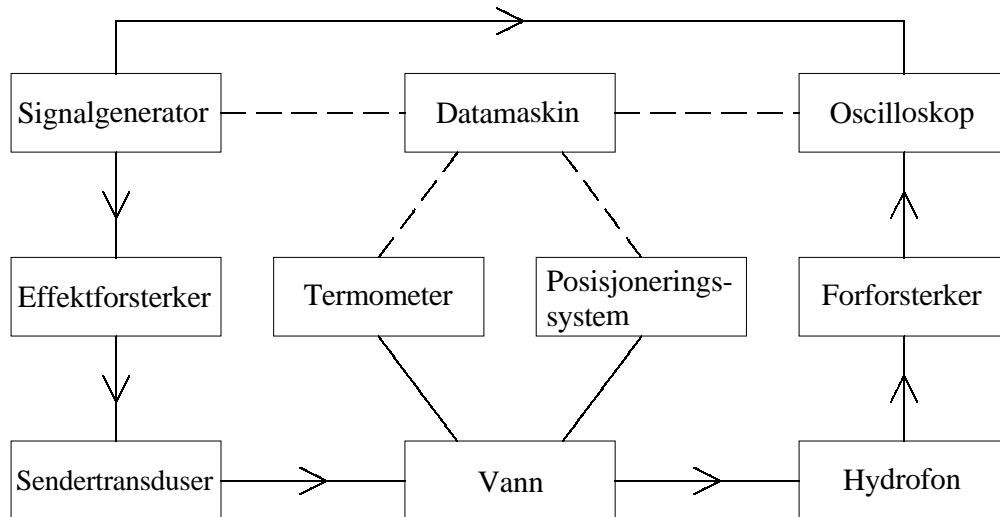 Signalgenerator
Datamaskin
Oscilloskop
Effektforsterker
Termometer
Posisjonerings-
system
Forforsterker
Sendertransduser
Vann
Hydrofon